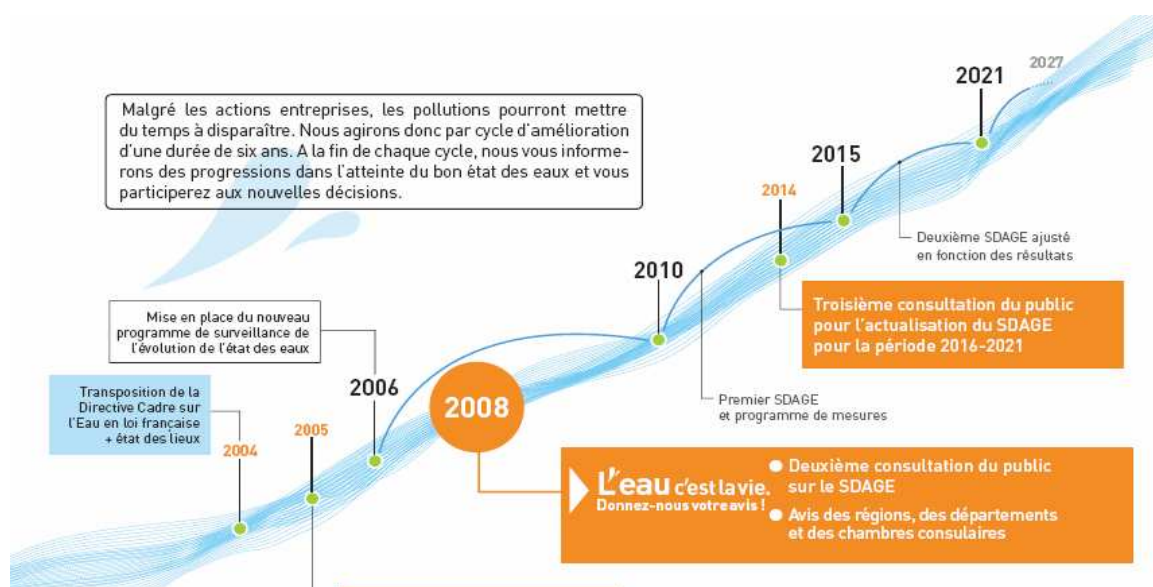 2027
2021
Malgré les actions entreprises, les pollutions pourront mettre
du temps à disparaître. Nous agirons donc par cycle d'amélioration
d'une durée de six ans. A la fin de chaque cycle, nous vous informe-
rons des progressions dans l'atteinte du bon état des eaux et vous
participerez aux nouvelles décisions.
2015
2014
Deuxième SDAGE ajusté
en fonction des résultats
2010
Troisième consultation du public
pour l'actualisation du SDAGE
pour la période 2016-2021
Mise en place du nouveau
programme de surveillance de
l'évolution de l'état des eaux
2006
2008
Premier SDAGE
et programme de mesures
Transposition de la
Directive Cadre sur
l'Eau en loi française
+ état des lieux
2004
2005
L'eau c'est la vie.
Donnez-nous votre avis !
Deuxième consultation du public
sur le SDAGE
Avis des régions, des départements
et des chambres consulaires